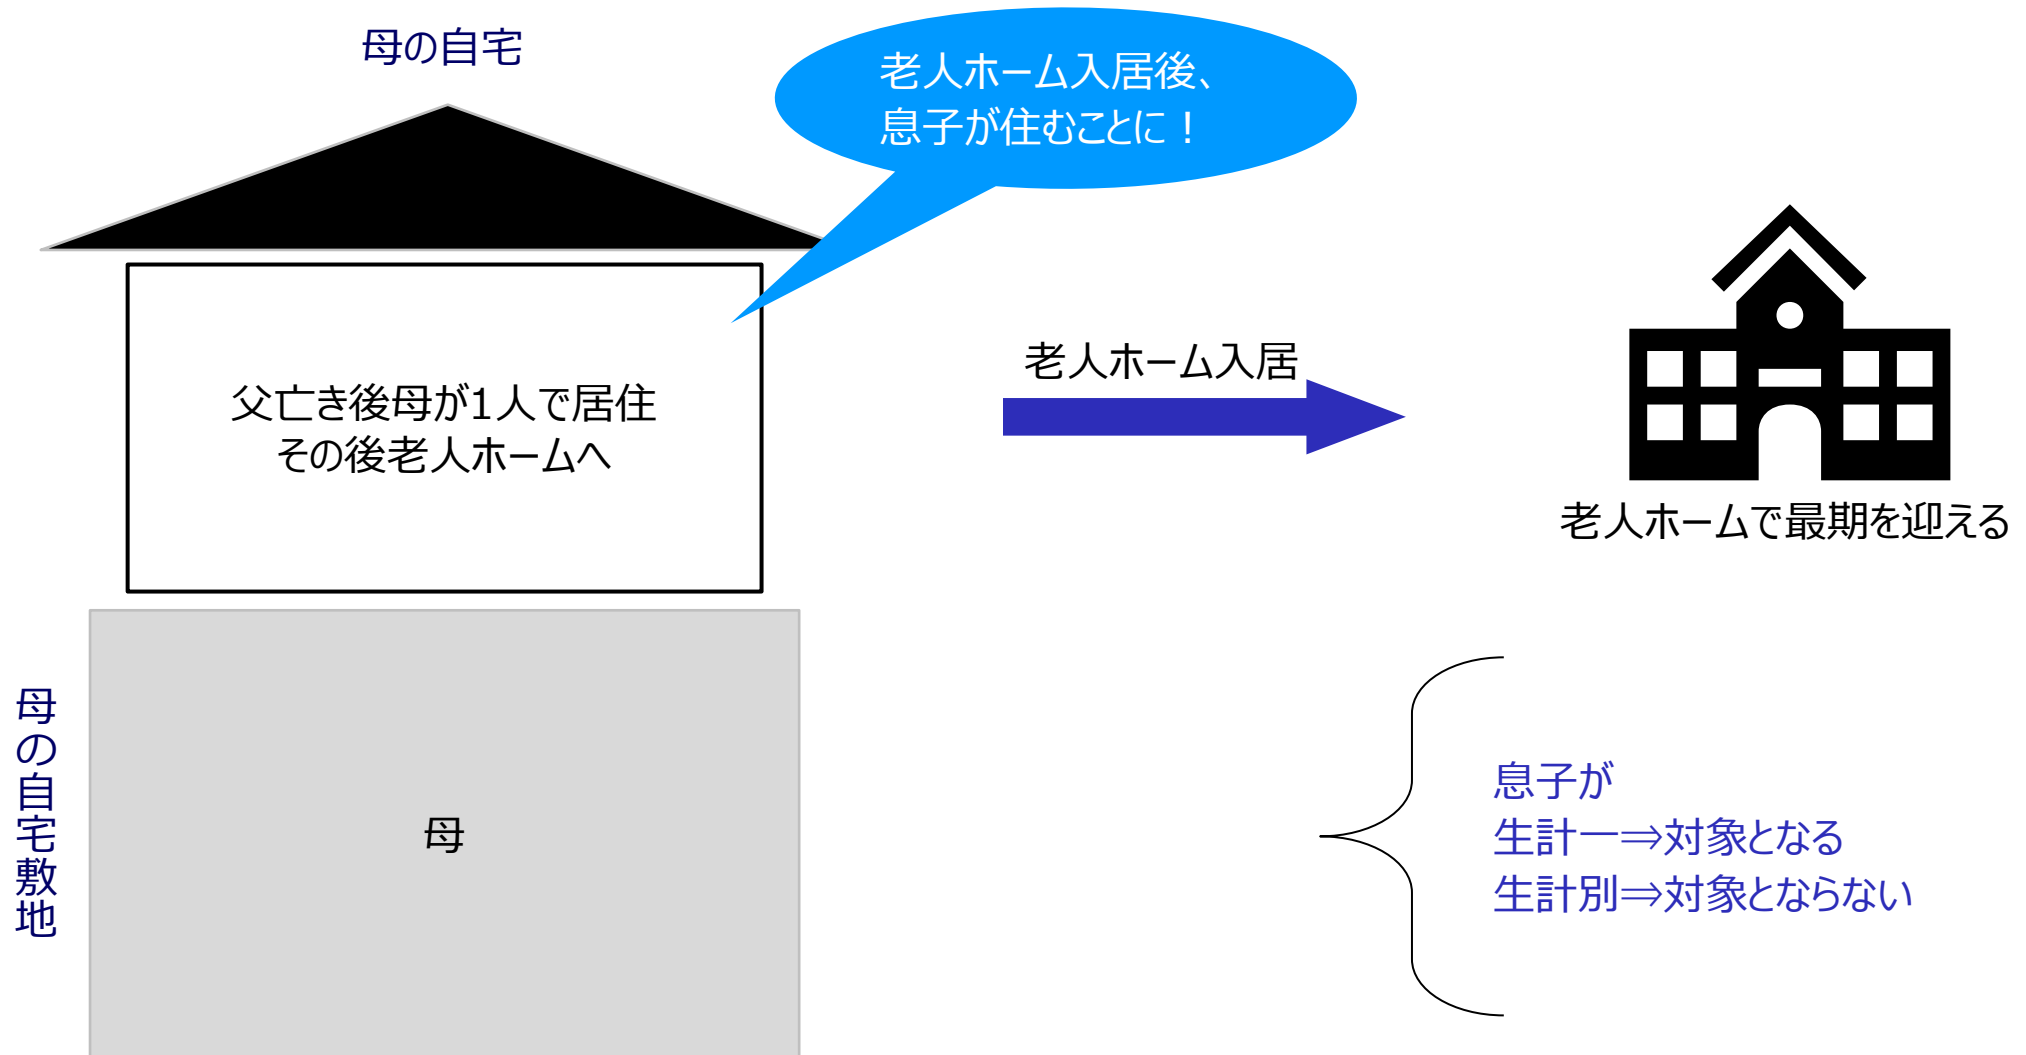 母の自宅
老人ホーム入居後、
息子が住むことに！
父亡き後母が1人で居住
その後老人ホームへ
老人ホーム入居
老人ホームで最期を迎える
母の自宅敷地
母
息子が
生計一⇒対象となる
生計別⇒対象とならない